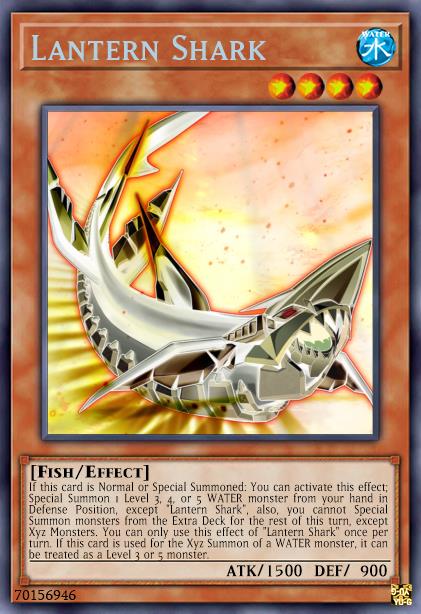 LANTERN SHARK
WATER
水
[FISH/EFFECT]
If this card is Normal or Special Summoned: You can activate this effect;
Special Summon 1 Level 3, 4, or 5 WATER monster from your hand in
Defense Position, except "Lantern Shark", also, you cannot Special
Summon monsters from the Extra Deck for the rest of this turn, except
Xyz Monsters. You can only use this effect of "Lantern Shark" once per
turn. If this card is used for the Xyz Summon of a WATER monster, it can
be treated as a Level 3 or 5 monster.
ATK/1500 DEF/ 900
70156946